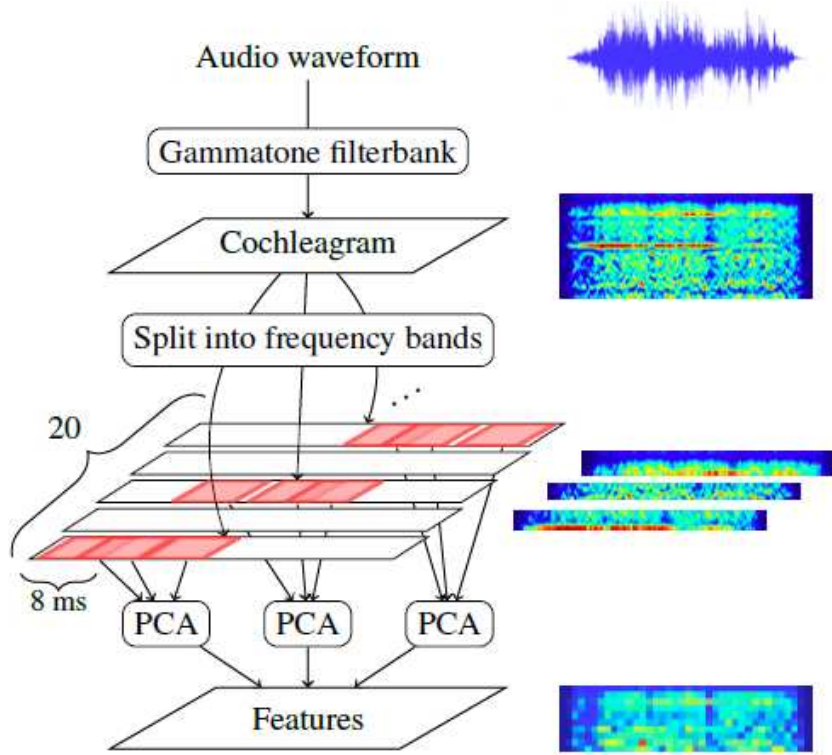 Audio waveform
Gammatone filterbank
Cochleagram
Split into frequency bands
20
8 ms
PCA
PCA
PCA
Features